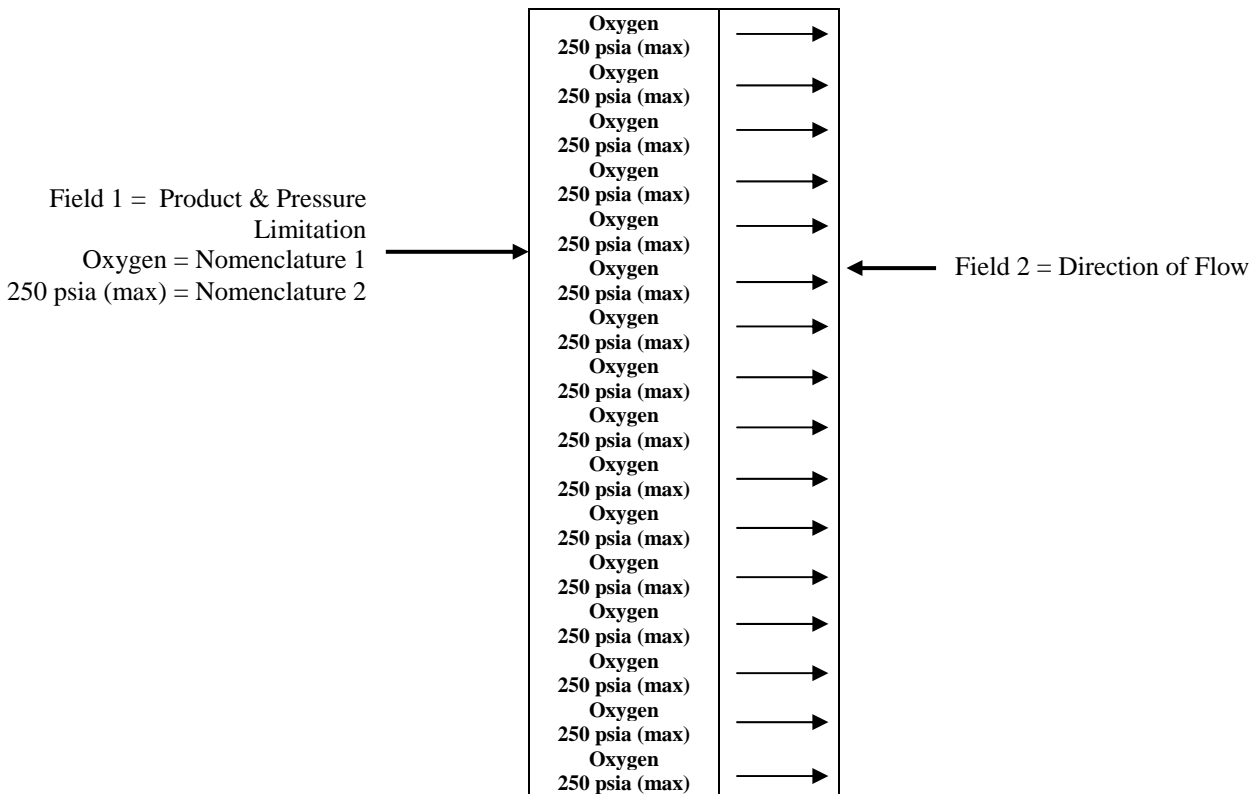 Oxygen
250 psia (max)
Oxygen
250 psia (max)
Oxygen
250 psia (max)
Oxygen
250 psia (max)
Oxygen
250 psia (max)
Oxygen
250 psia (max)
Oxygen
250 psia (max)
Oxygen
250 psia (max)
Oxygen
250 psia (max)
Oxygen
250 psia (max)
Oxygen
250 psia (max)
Oxygen
250 psia (max)
Oxygen
250 psia (max)
Oxygen
250 psia (max)
Oxygen
250 psia (max)
Oxygen
250 psia (max)
Field 1 = Product & Pressure
Limitation
Oxygen = Nomenclature 1
250 psia (max) = Nomenclature 2
Field 2 = Direction of Flow